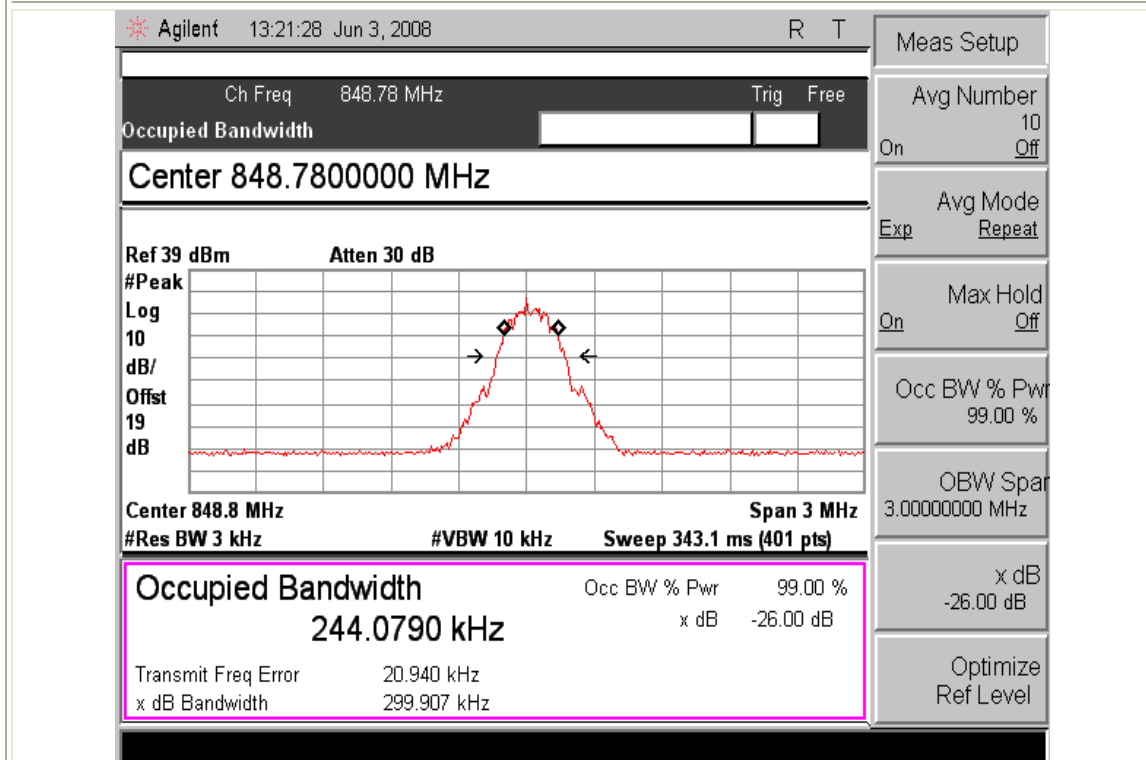 Agilent 13:21:28 Jun 3, 2008 R T
Ch Freq 848.78 MHz Trig Free
Occupied Bandwidth
Center 848.7800000 MHz
Ref 39 dBm Atten 30 dB
#Peak
Log
10
dB/
Offst
19
dB
Center 848.8 MHz Span 3 MHz
#Res BW 3 kHz #VBW 10 kHz Sweep 343.1 ms (401 pts)
Occupied Bandwidth Occ BW % Pwr 99.00 %
244.0790 kHz x dB -26.00 dB
Transmit Freq Error 20.940 kHz
x dB Bandwidth 299.907 kHz
Meas Setup
Avg Number
10
On Off
Avg Mode
Exp Repeat
Max Hold
On Off
Occ BW % Pwr
99.00 %
OBW Span
3.00000000 MHz
x dB
-26.00 dB
Optimize
Ref Level